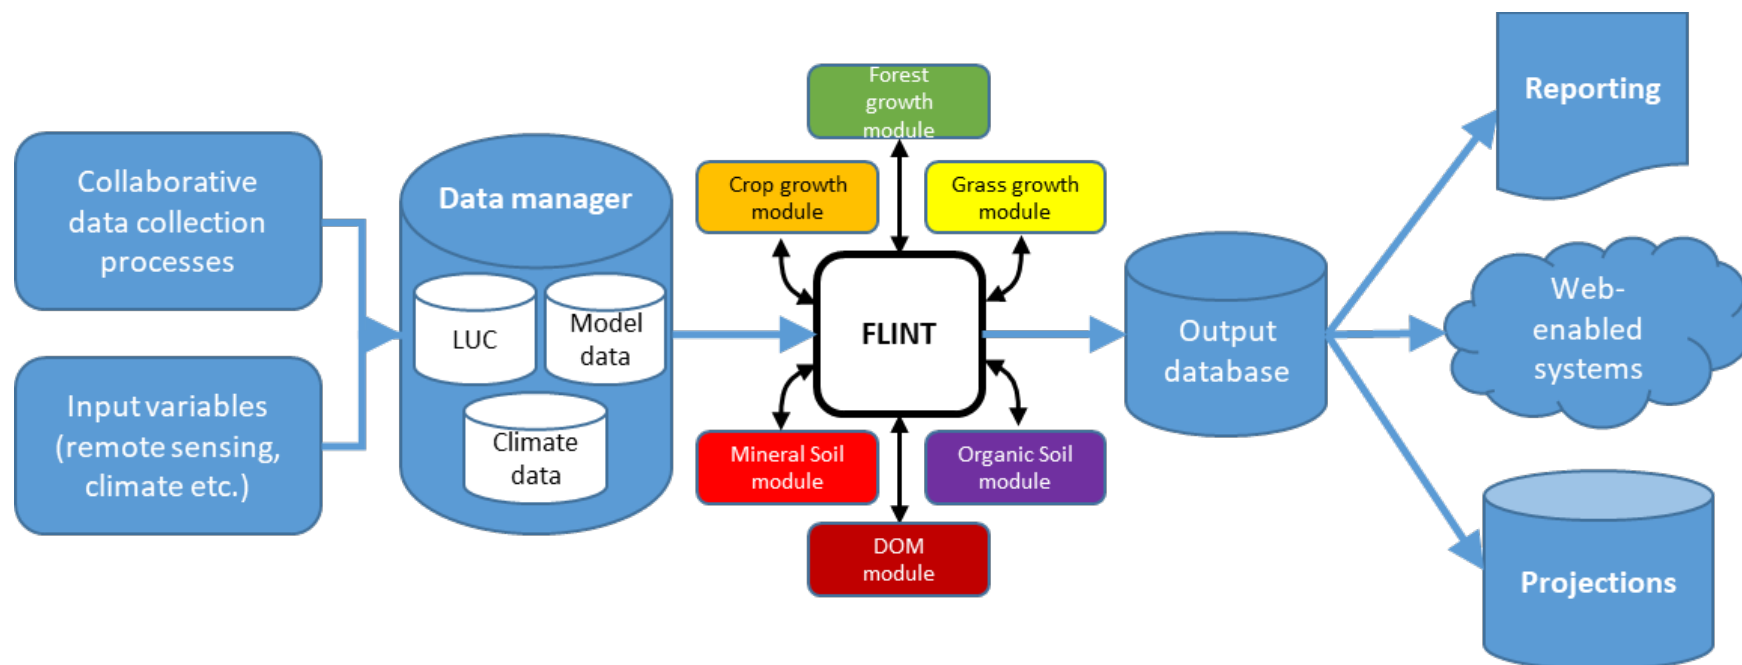 Collaborative
data collection
processes
Input variables
(remote sensing,
climate etc.)
Data manager
LUC
Model
data
Climate
data
Forest
growth
module
Crop growth
module
Grass growth
module
FLINT
Mineral Soil
module
Organic Soil
module
DOM
module
Output
database
Reporting
Web-
enabled
systems
Projections